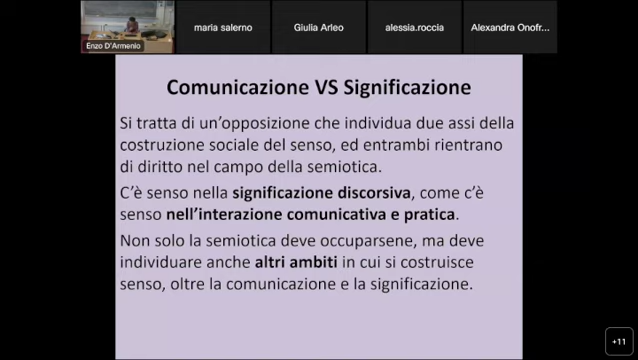 Enzo D'Armenio
maria salerno
Giulia Arleo
alessia.roccia
Alexandra Onofr...
Comunicazione VS Significazione
Si tratta di un'opposizione che individua due assi della
costruzione sociale del senso, ed entrambi rientrano
di diritto nel campo della semiotica.
C'è senso nella significazione discorsiva, come c'è
senso nell'interazione comunicativa e pratica.
Non solo la semiotica deve occuparsene, ma deve
individuare anche altri ambiti in cui si costruisce
senso, oltre la comunicazione e la significazione.
+11